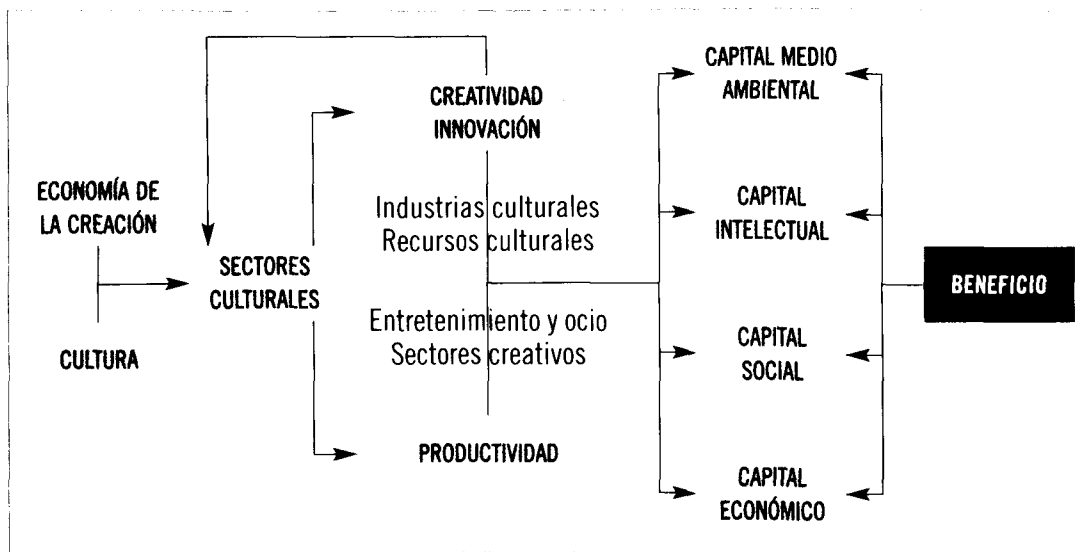 ECONOMÍA DE
LA CREACIÓN
CULTURA
SECTORES
CULTURALES
CREATIVIDAD
INNOVACIÓN
Industrias culturales
Recursos culturales
Entretenimiento y ocio
Sectores creativos
PRODUCTIVIDAD
CAPITAL MEDIO
AMBIENTAL
CAPITAL
INTELECTUAL
CAPITAL
SOCIAL
CAPITAL
ECONÓMICO
BENEFICIO